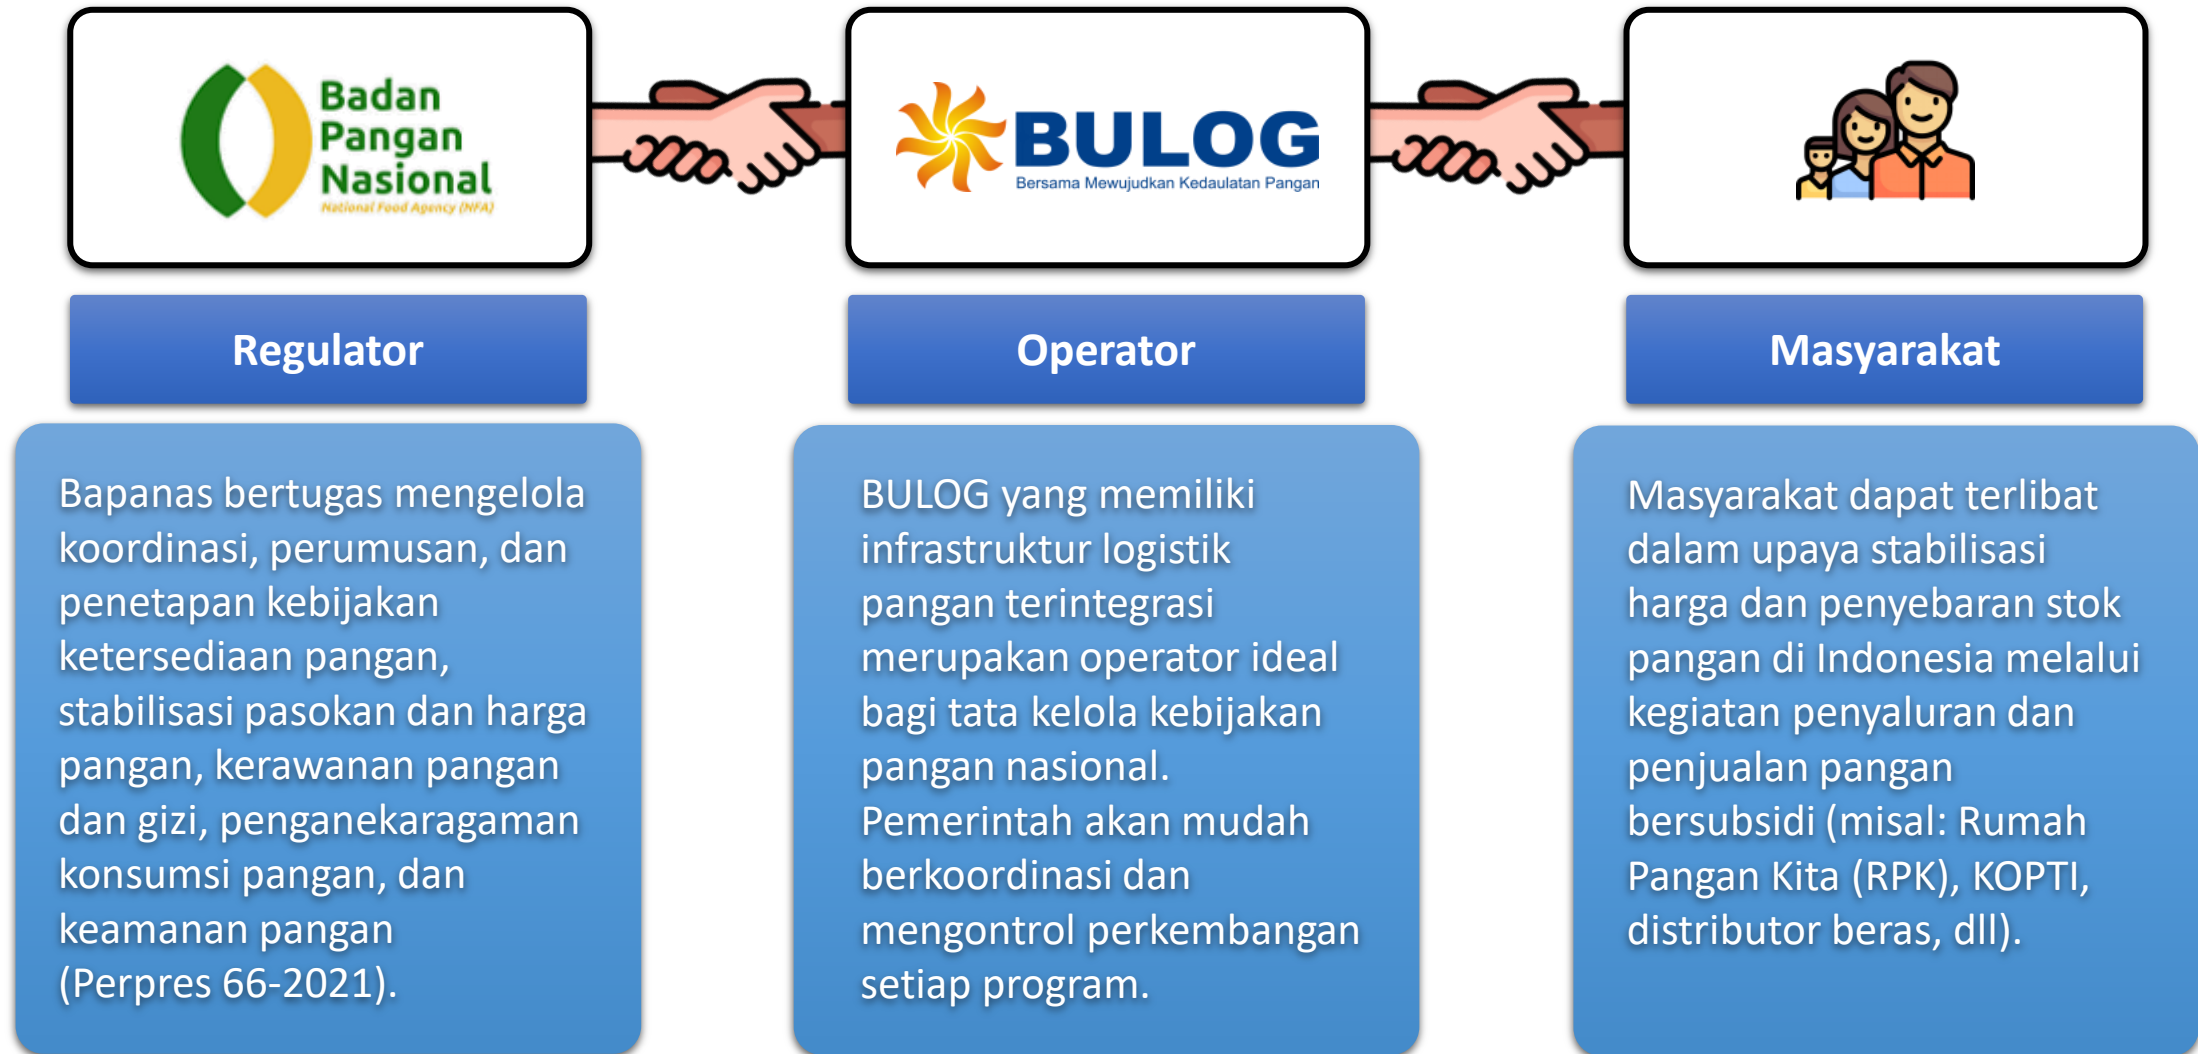 Badan
Pangan
Nasional
National Food Agency (NFA)
BULOG
Bersama Mewujudkan Kedaulatan Pangan
Regulator
Operator
Masyarakat
Bapanas bertugas mengelola
koordinasi, perumusan, dan
penetapan kebijakan
ketersediaan pangan,
stabilisasi pasokan dan harga
pangan, kerawanan pangan
dan gizi, penganekaragaman
konsumsi pangan, dan
keamanan pangan
(Perpres 66-2021).
BULOG yang memiliki
infrastruktur logistik
pangan terintegrasi
merupakan operator ideal
bagi tata kelola kebijakan
pangan nasional.
Pemerintah akan mudah
berkoordinasi dan
mengontrol perkembangan
setiap program.
Masyarakat dapat terlibat
dalam upaya stabilisasi
harga dan penyebaran stok
pangan di Indonesia melalui
kegiatan penyaluran dan
penjualan pangan
bersubsidi (misal: Rumah
Pangan Kita (RPK), KOPTI,
distributor beras, dll).